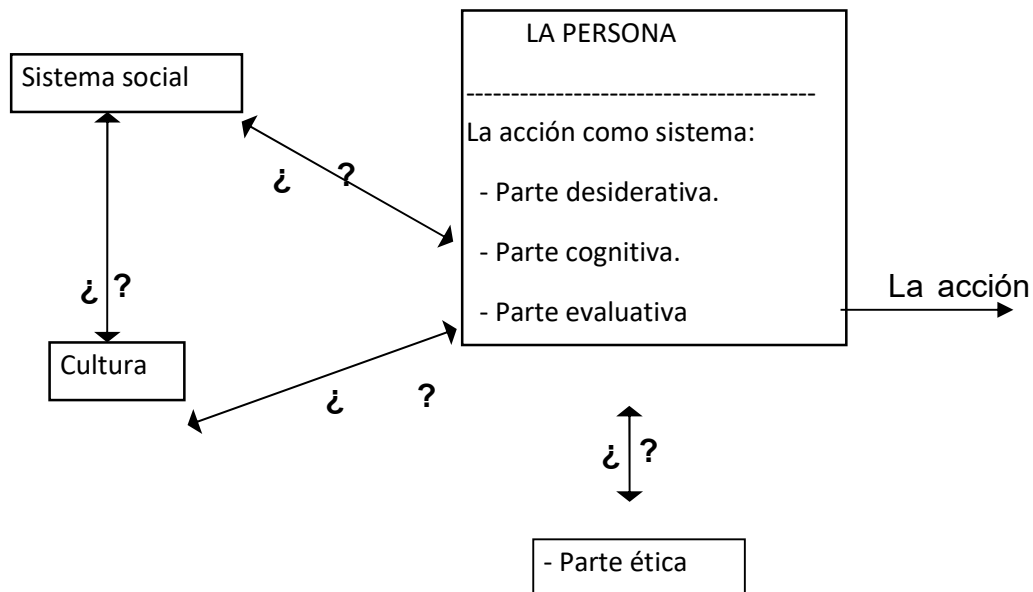 LA PERSONA
Sistema social
----------------------------------------
La acción como sistema:
¿ ?
- Parte desiderativa.
- Parte cognitiva.
¿ ?
- Parte evaluativa
La acción
Cultura
¿ ?
¿ ?
- Parte ética